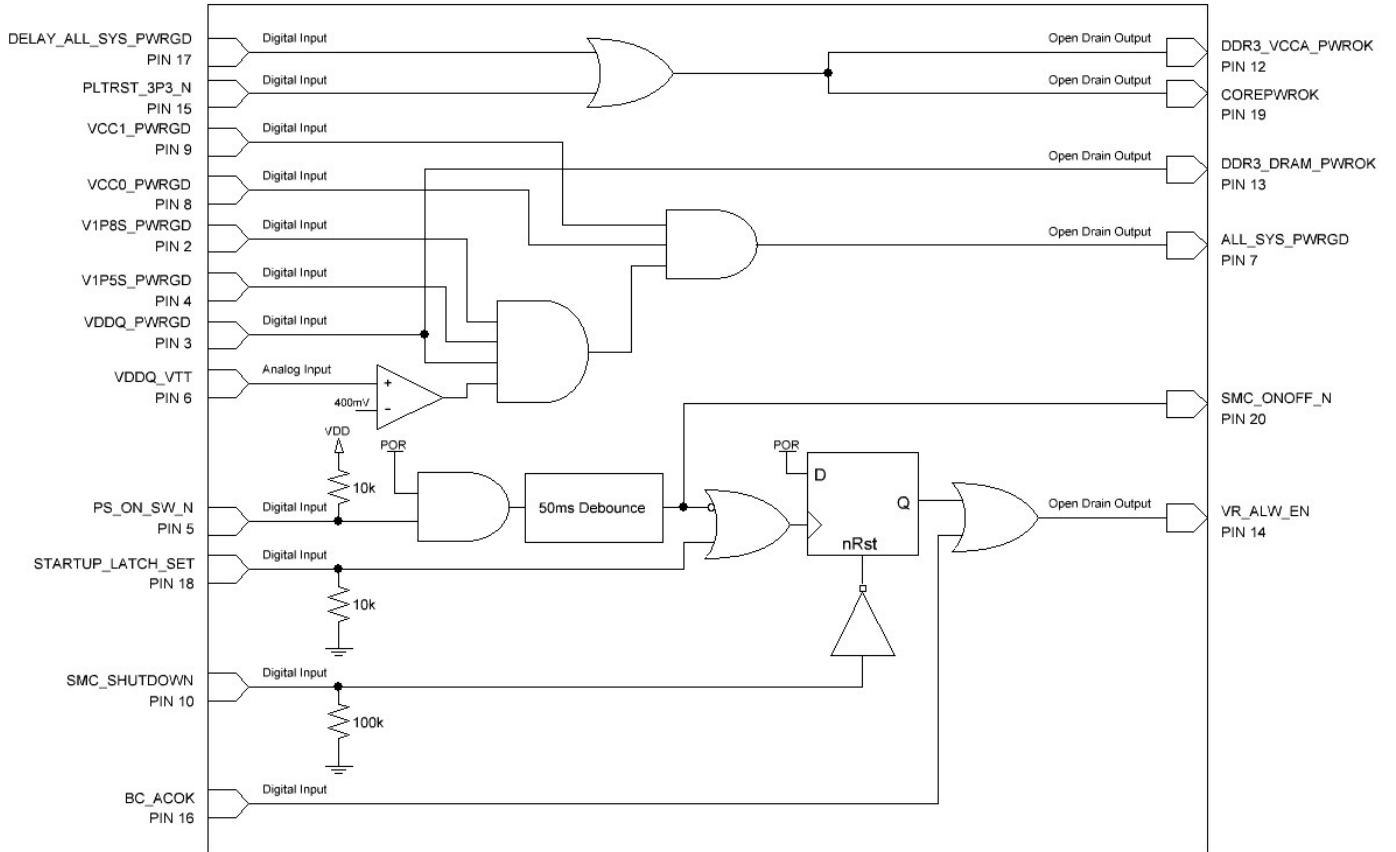 DELAY_ALL_SYS_PWRGD
PIN 17
Digital Input
Open Drain Output
DDR3_VCCA_PWROK
PIN 12
PLTRST_3P3_N
PIN 15
Digital Input
Open Drain Output
COREPWROK
PIN 19
VCC1_PWRGD
PIN 9
Digital Input
Open Drain Output
DDR3_DRAM_PWROK
PIN 13
VCC0_PWRGD
PIN 8
Digital Input
V1P8S_PWRGD
PIN 2
Digital Input
Open Drain Output
ALL_SYS_PWRGD
PIN 7
V1P5S_PWRGD
PIN 4
Digital Input
VDDQ_PWRGD
PIN 3
Digital Input
VDDQ_VTT
PIN 6
Analog Input
+
400mV
-
SMC_ONOFF_N
PIN 20
VDD
10k
POR
POR
D
Q
nRst
PS_ON_SW_N
PIN 5
Digital Input
50ms Debounce
Open Drain Output
VR_ALW_EN
PIN 14
STARTUP_LATCH_SET
PIN 18
Digital Input
10k
SMC_SHUTDOWN
PIN 10
Digital Input
100k
BC_ACOK
PIN 16
Digital Input